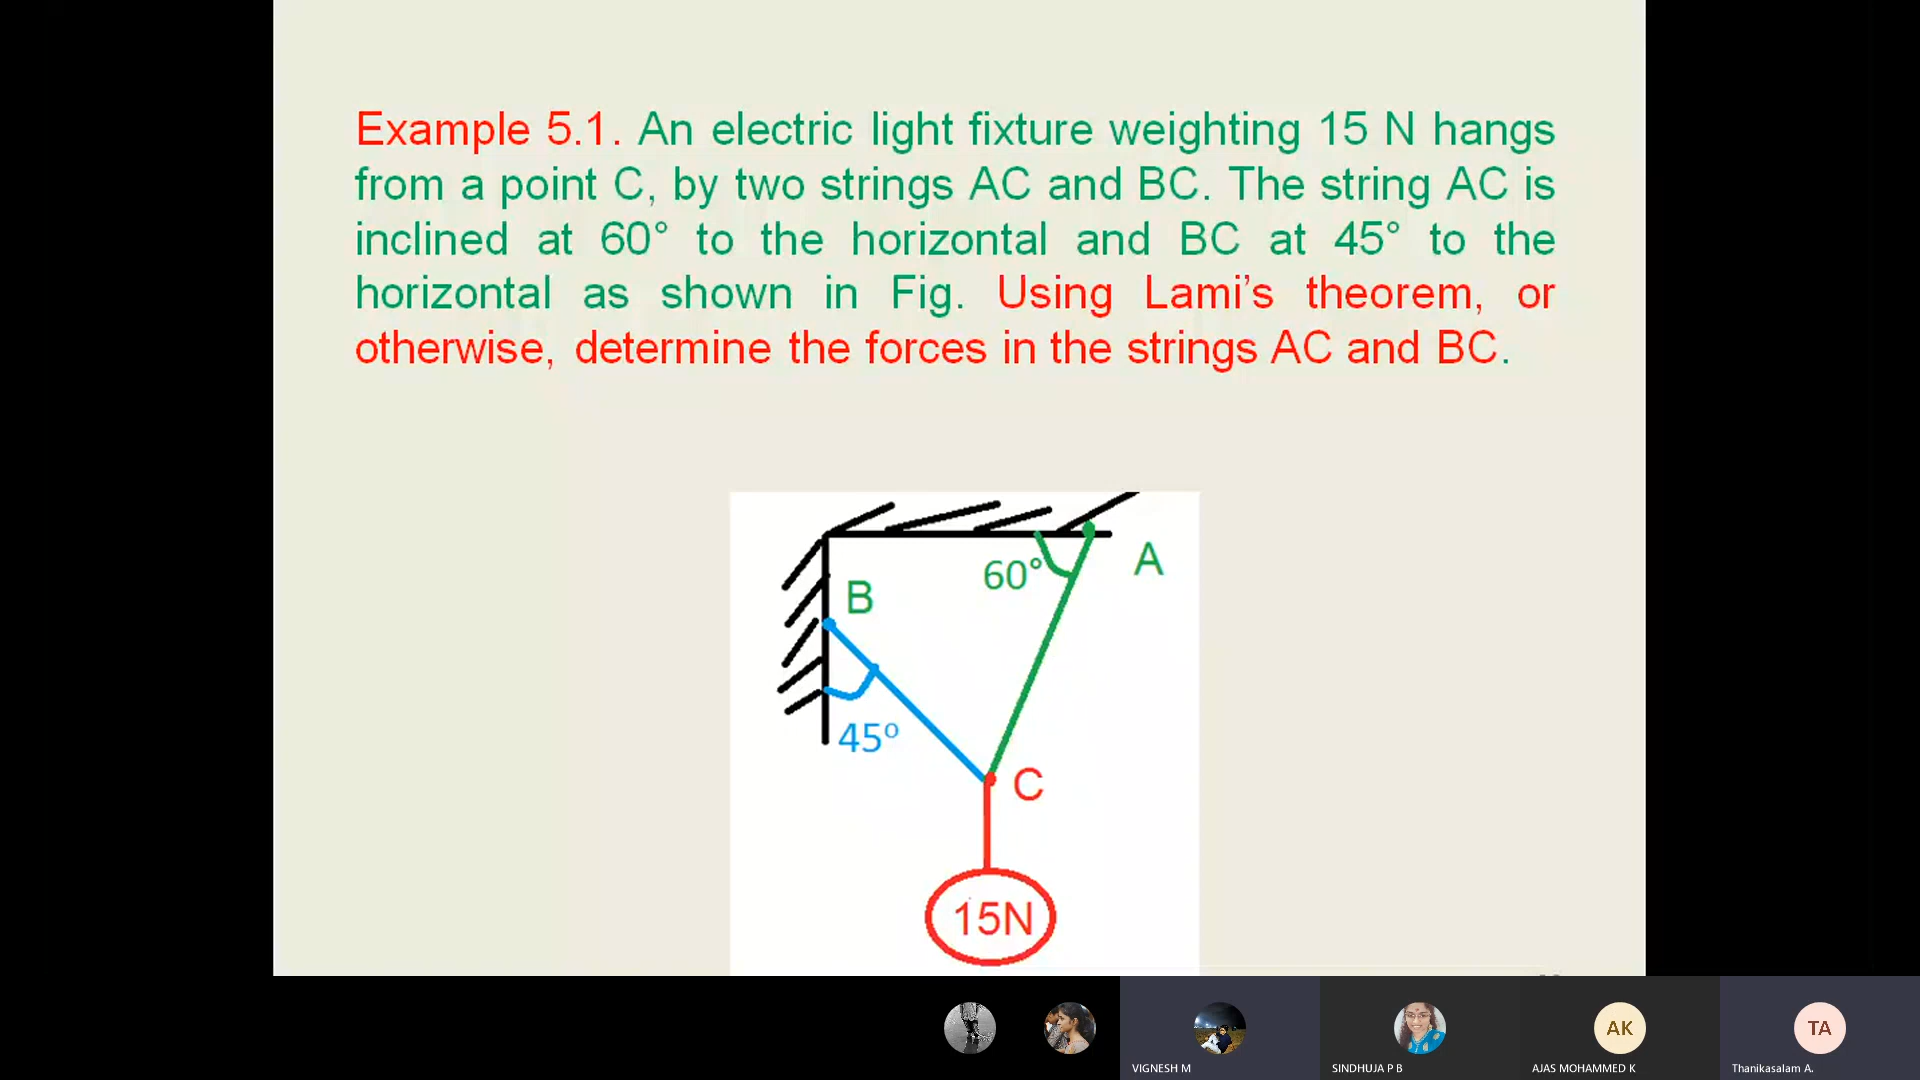 Example 5.1. An electric light fixture weighting 15 N hangs
from a point C, by two strings AC and BC. The string AC is
inclined at 60° to the horizontal and BC at 45° to the
horizontal as shown in Fig. Using Lami’s theorem, or
otherwise, determine the forces in the strings AC and BC.
60°
A
B
45º
C
15N
AK
TA
VIGNESH M
SINDHUJA P B
AJAS MOHAMMED K
Thanikasalam A.